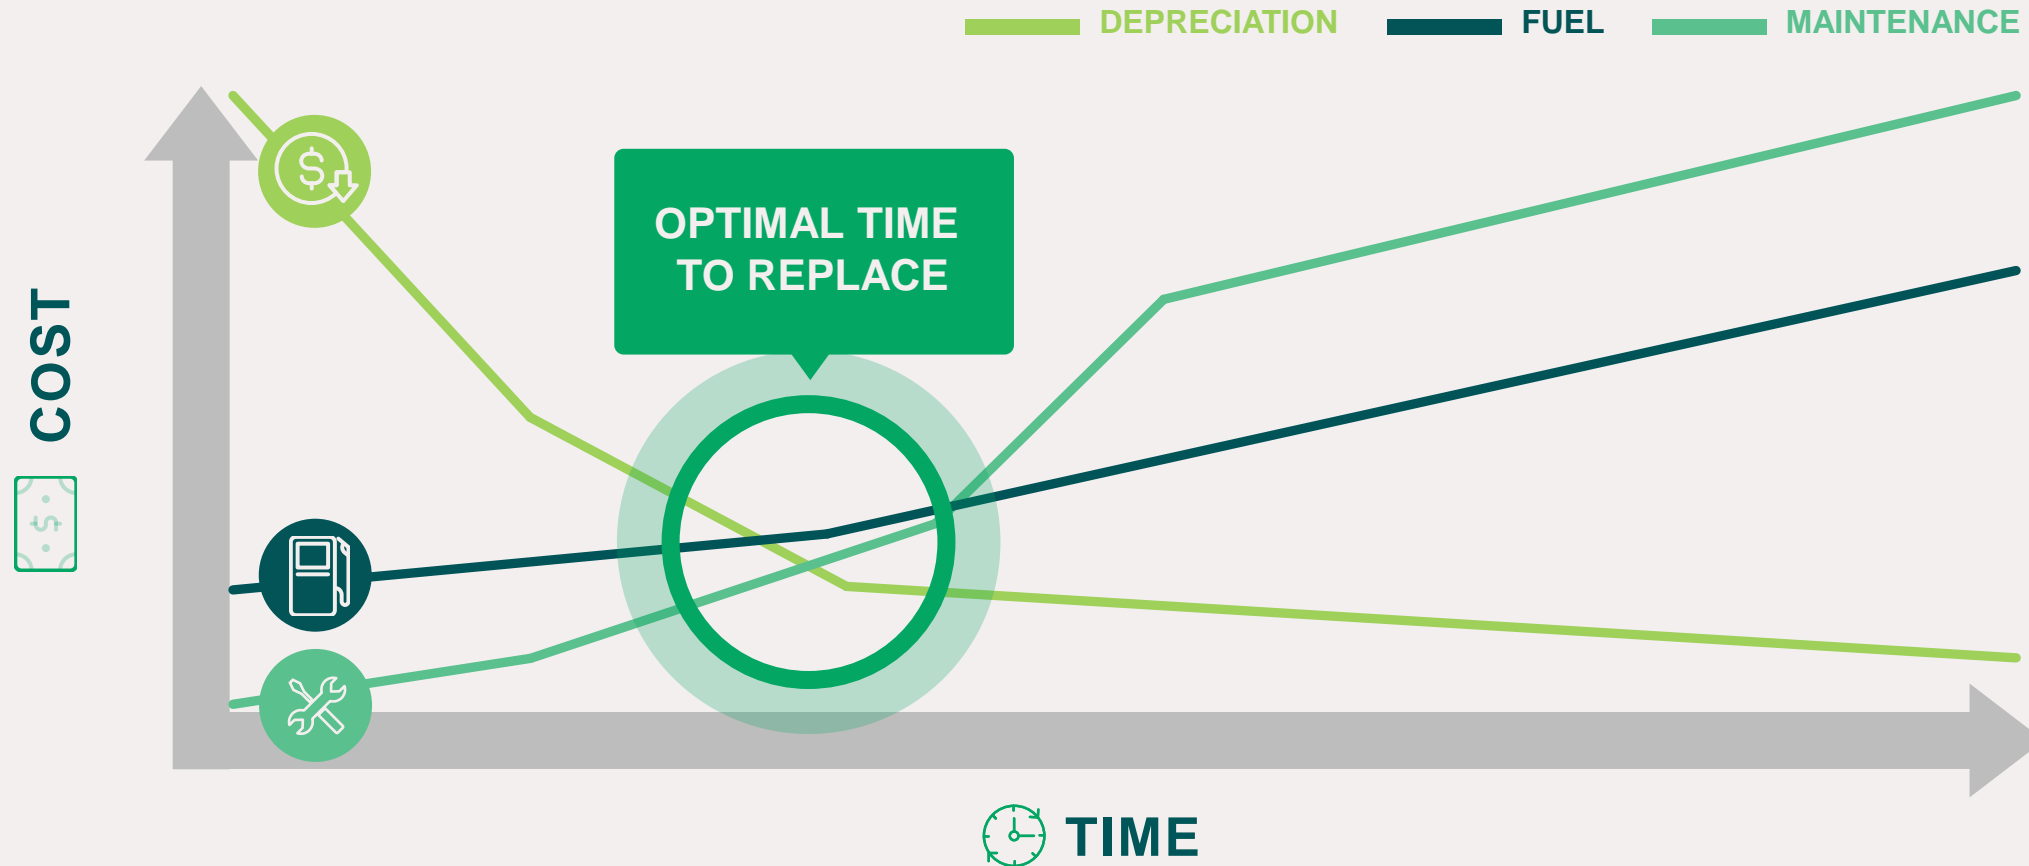 DEPRECIATION FUEL MAINTENANCE
$
OPTIMAL TIME
TO REPLACE
COST
$
TIME